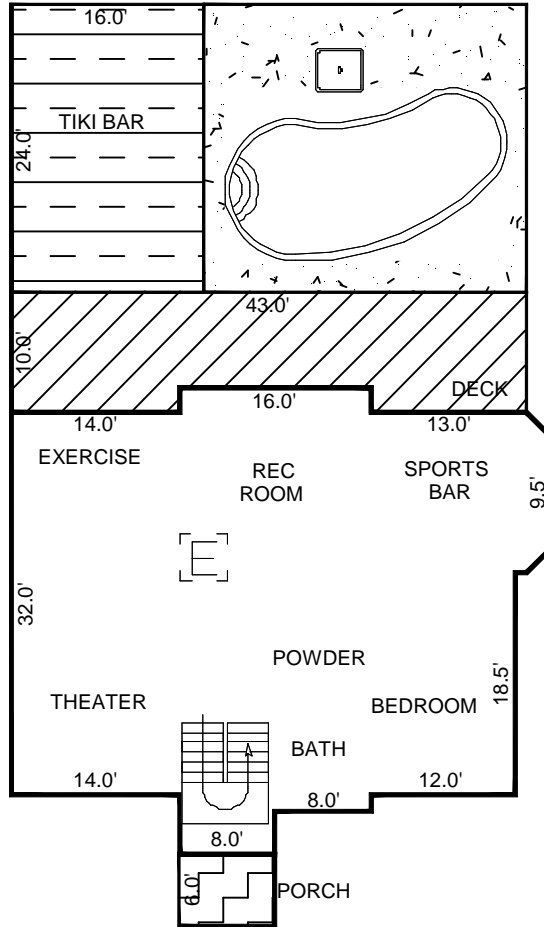 16.0'
TIKI BAR
24.0'
43.0'
10.0'
DECK
16.0'
14.0'
13.0'
EXERCISE
REC
ROOM
SPORTS
BAR
9.5'
E
32.0'
POWDER
THEATER
BEDROOM
18.5'
BATH
14.0'
8.0'
12.0'
8.0'
6.0'
PORCH